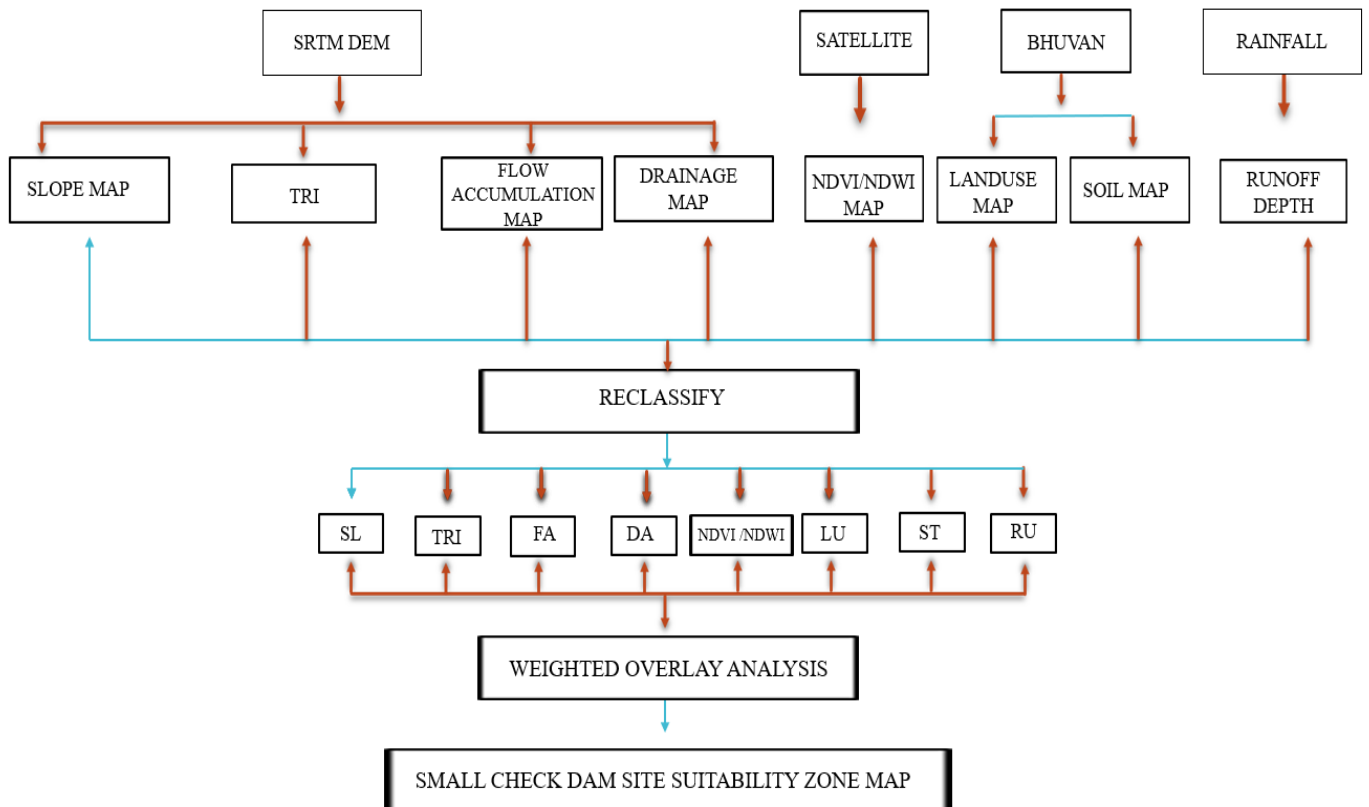 SRTM DEM
SATELLITE
BHUVAN
RAINFALL
SLOPE MAP
TRI
FLOW
ACCUMULATION
MAP
DRAINAGE
MAP
NDVI/NDWI
MAP
LANDUSE
MAP
SOIL MAP
RUNOFF
DEPTH
RECLASSIFY
SL
TRI
FA
DA
NDVI /NDWI
LU
ST
RU
WEIGHTED OVERLAY ANALYSIS
SMALL CHECK DAM SITE SUITABILITY ZONE MAP